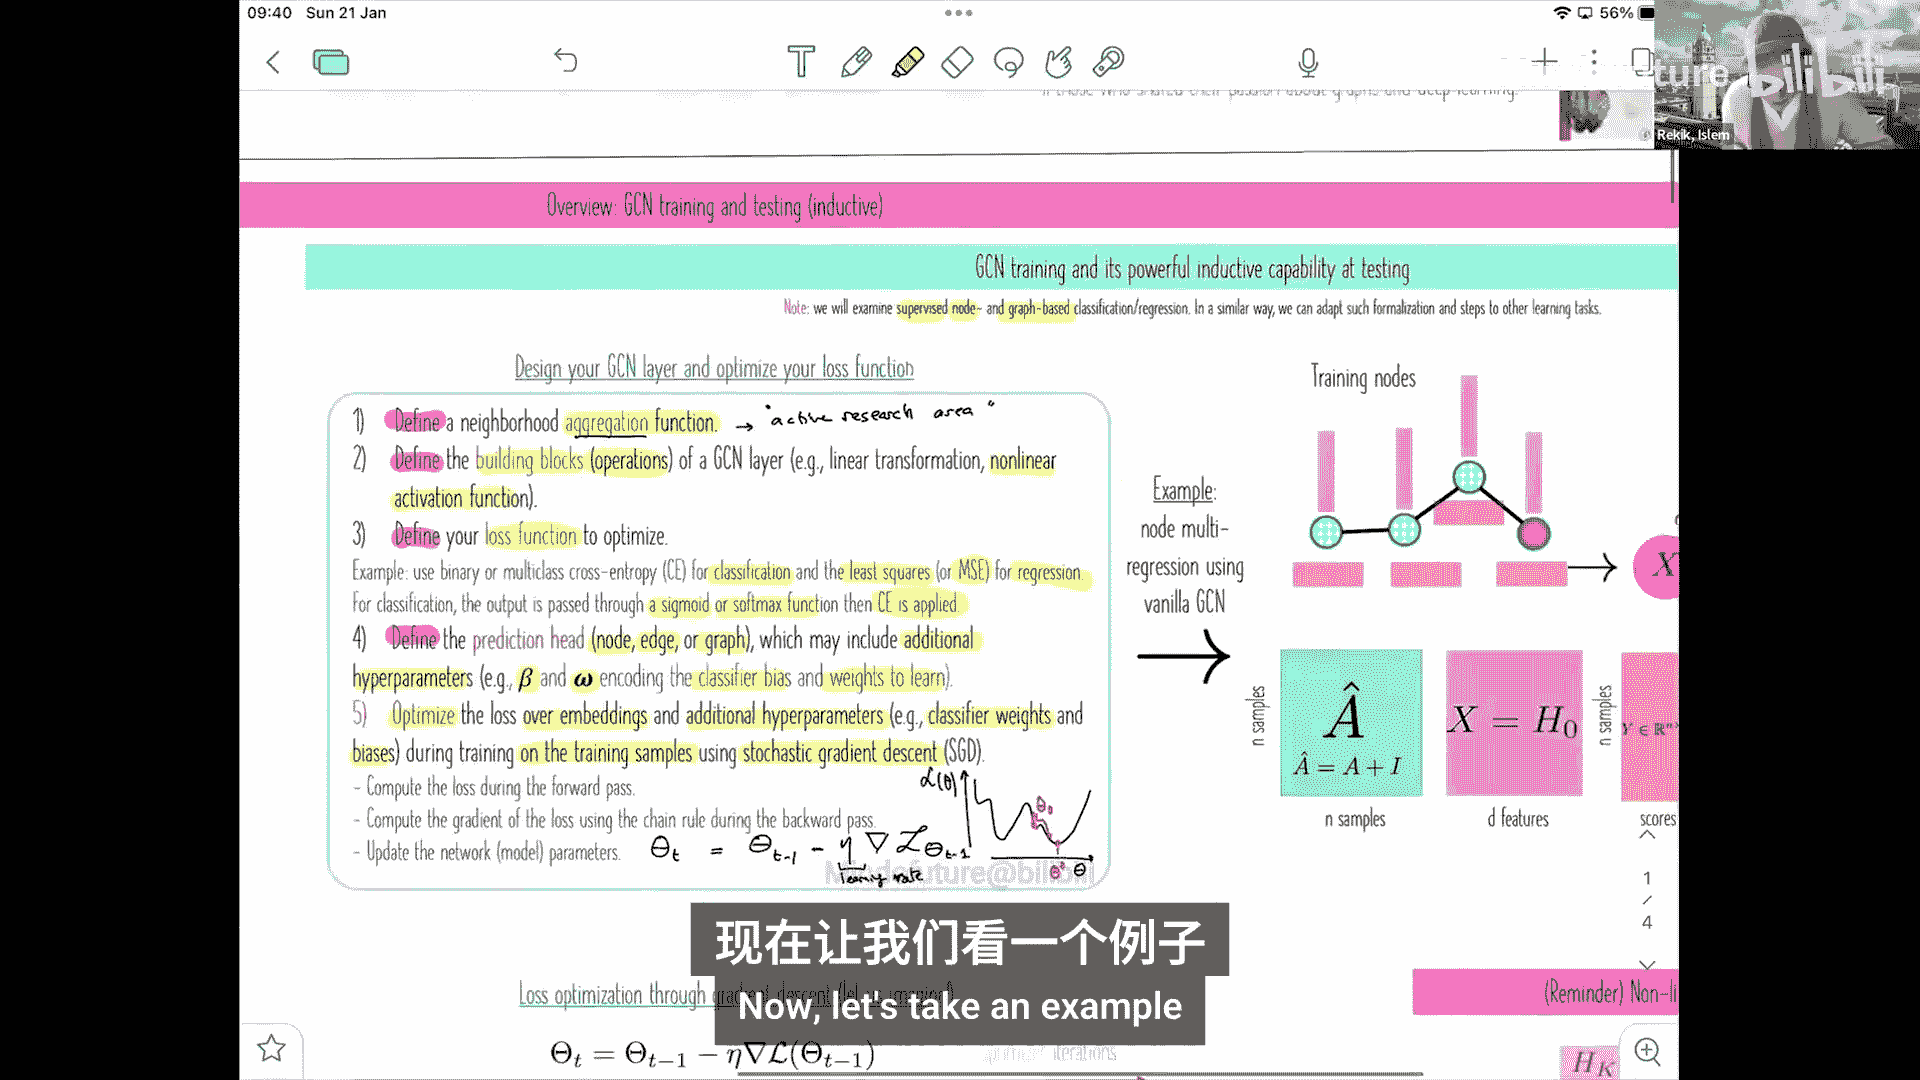 09:40 Sun 21 Jan
56%
bilibili
Rekik, Islem
Overview: GCN training and testing (inductive)
GCN training and its powerful inductive capability at testing
Note: we will examine supervised node- and graph-based classification/regression. In a similar way, we can adapt such formalization and steps to other learning tasks.
Design your GCN layer and optimize your loss function
1) Define a neighborhood aggregation function. → "active research area"
2) Define the building blocks (operations) of a GCN layer (e.g., linear transformation, nonlinear
activation function).
3) Define your loss function to optimize.
Example: use binary or multiclass cross-entropy (CE) for classification and the least squares (or MSE) for regression.
For classification, the output is passed through a sigmoid or softmax function then CE is applied.
4) Define the prediction head (node, edge, or graph), which may include additional
hyperparameters (e.g., β and ω encoding the classifier bias and weights to learn).
5) Optimize the loss over embeddings and additional hyperparameters (e.g., classifier weights and
biases) during training on the training samples using stochastic gradient descent (SGD).
- Compute the loss during the forward pass.
- Compute the gradient of the loss using the chain rule during the backward pass.
- Update the network (model) parameters. Θt = Θt-1 - η ∇ ℒΘt-1
learning rate
ℒ(θ)
Θ
Example:
node multi-
regression using
vanilla GCN
Training nodes
X
n samples
Â
Â = A + I
n samples
X = H0
d features
n samples
scores
1
/
4
Mindofuture@bilibili
现在让我们看一个例子
Now, let's take an example
Loss optimization through
Θt = Θt−1 − η∇ℒ(Θt−1)
iterations
(Reminder) Non-li
HK